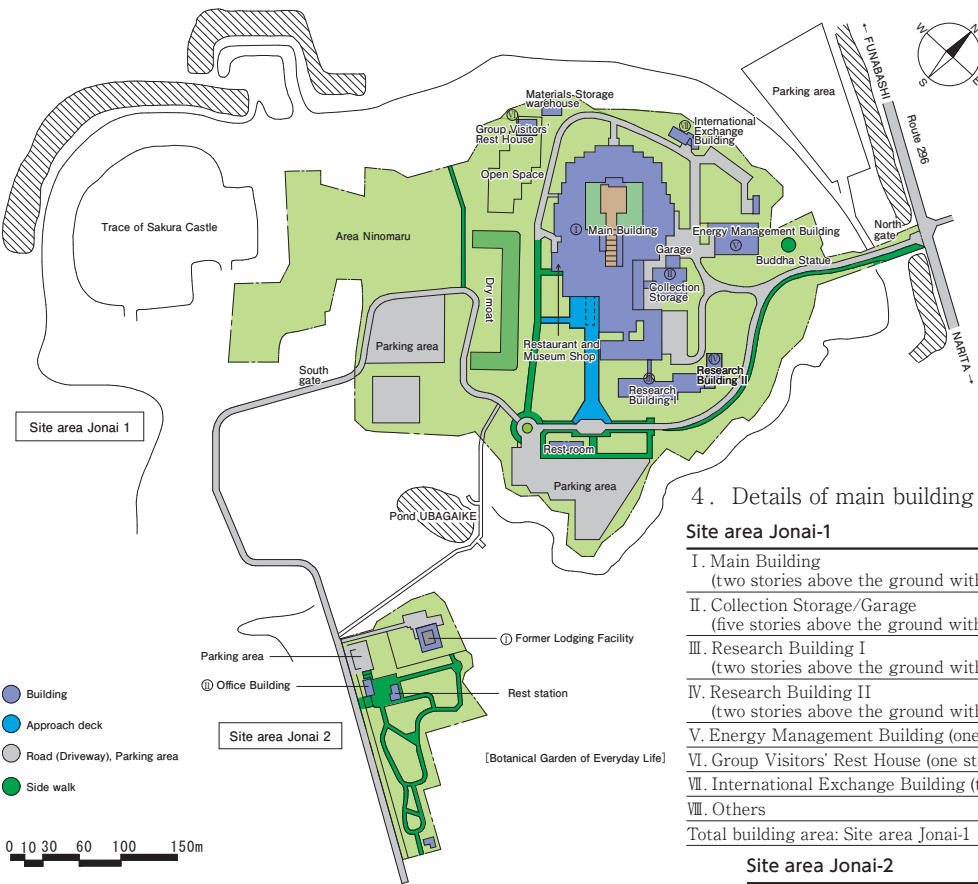 N
W
S
E
← FUNABASHI
Route 296
NARITA →
Parking area
Materials Storage
warehouse
Ⅵ
Group Visitors'
Rest House
Ⅶ
International
Exchange
Building
Open Space
Trace of Sakura Castle
Area Ninomaru
Ⅰ Main Building
Energy Management Building
Ⅴ
North
gate
Garage
Buddha Statue
Ⅱ
Collection
Storage
Dry moat
Parking area
Restaurant and
Museum Shop
South
gate
Ⅳ
Research
Building II
Ⅲ
Research
Building I
Site area Jonai 1
Rest room
Parking area
Pond UBAGAIKE
4. Details of main building
Site area Jonai-1
Ⅰ. Main Building
(two stories above the ground with
Ⅱ. Collection Storage/Garage
(five stories above the ground with
Ⅲ. Research Building I
(two stories above the ground with
Ⅳ. Research Building II
(two stories above the ground with
Ⅴ. Energy Management Building (one
Ⅵ. Group Visitors' Rest House (one sto
Ⅶ. International Exchange Building (t
Ⅷ. Others
Total building area: Site area Jonai-1
Site area Jonai-2
Ⅰ Former Lodging Facility
Parking area
Ⅱ Office Building
Rest station
Site area Jonai 2
[Botanical Garden of Everyday Life]
Building
Approach deck
Road (Driveway), Parking area
Side walk
0 10 30 60 100 150m